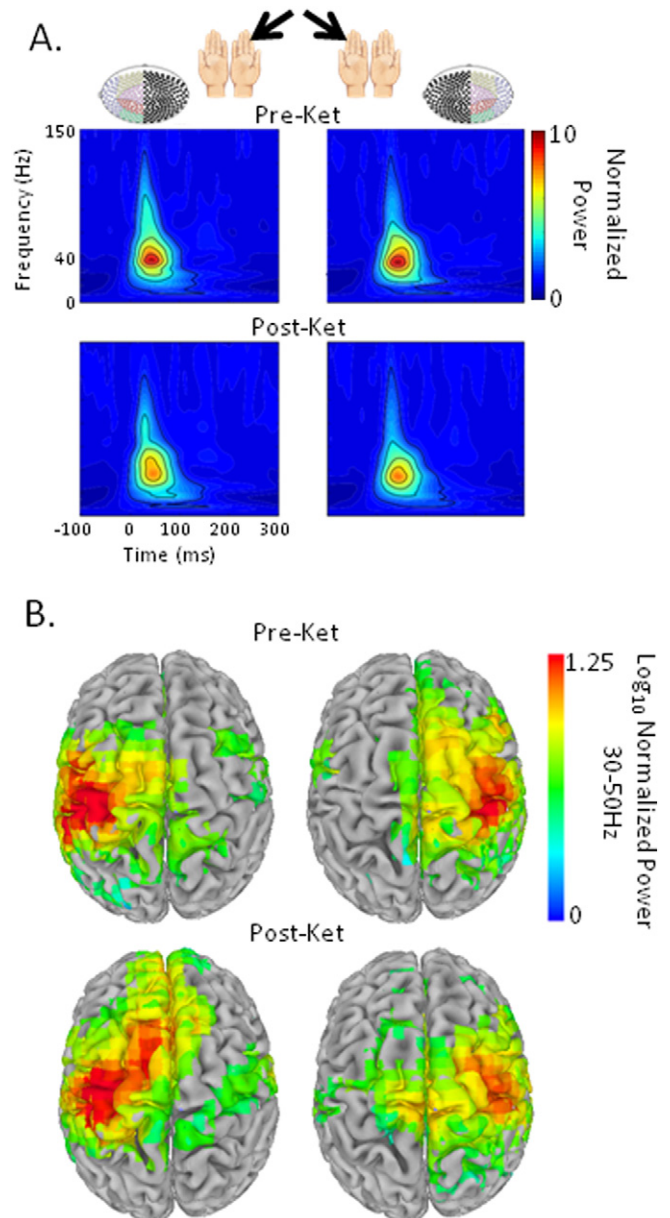 A.
Pre-Ket
Frequency (Hz)
150
40
0
10
0
Normalized
Power
Post-Ket
-100 0 100 200 300
Time (ms)
B.
Pre-Ket
1.25
0
Log10 Normalized Power
30-50Hz
Post-Ket